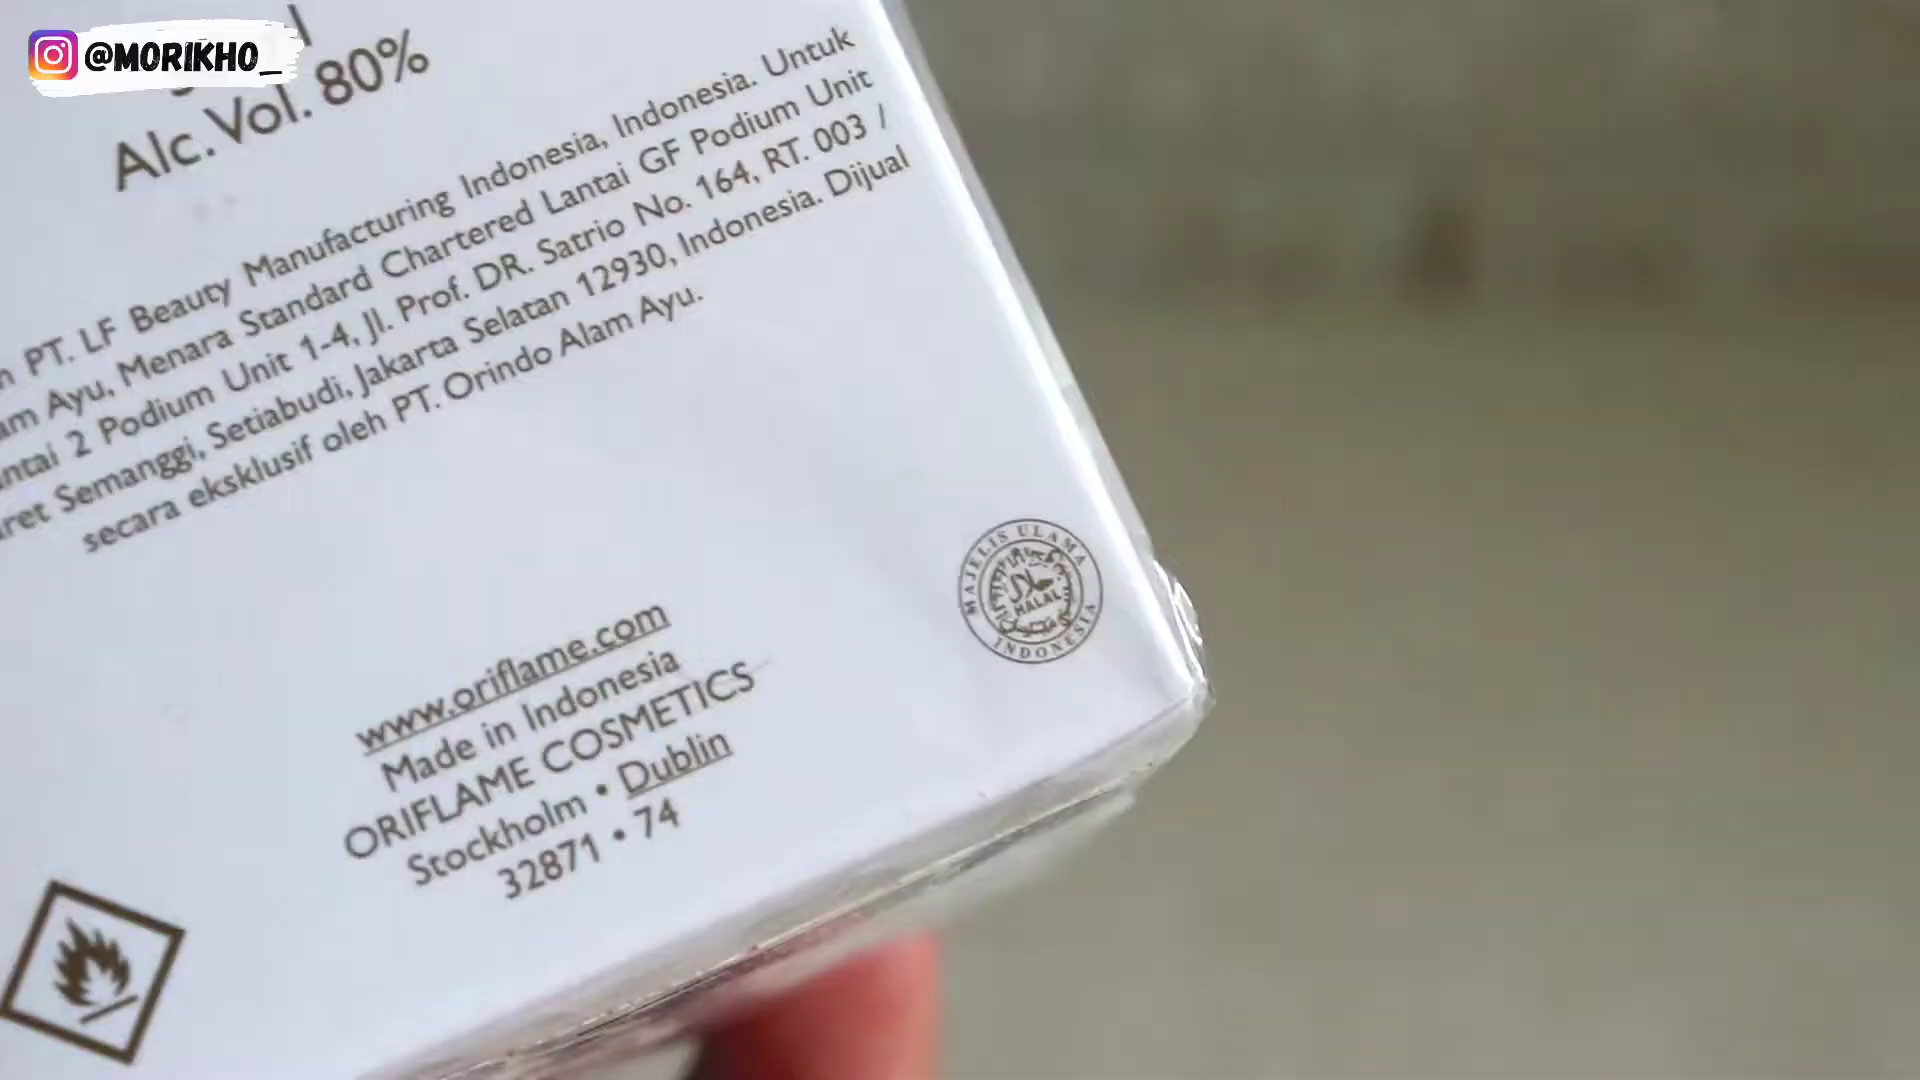 @MORIKHO_
Alc. Vol. 80%
PT. LF Beauty Manufacturing Indonesia, Indonesia. Untuk
Ayu, Menara Standard Chartered Lantai GF Podium Unit
2 Podium Unit 1-4, Jl. Prof. DR. Satrio No. 164, RT. 003 /
Semanggi, Setiabudi, Jakarta Selatan 12930, Indonesia. Dijual
secara eksklusif oleh PT. Orindo Alam Ayu.
MAJELIS ULAMA
حلال
HALAL
INDONESIA
www.oriflame.com
Made in Indonesia
ORIFLAME COSMETICS
Stockholm • Dublin
32871 • 74